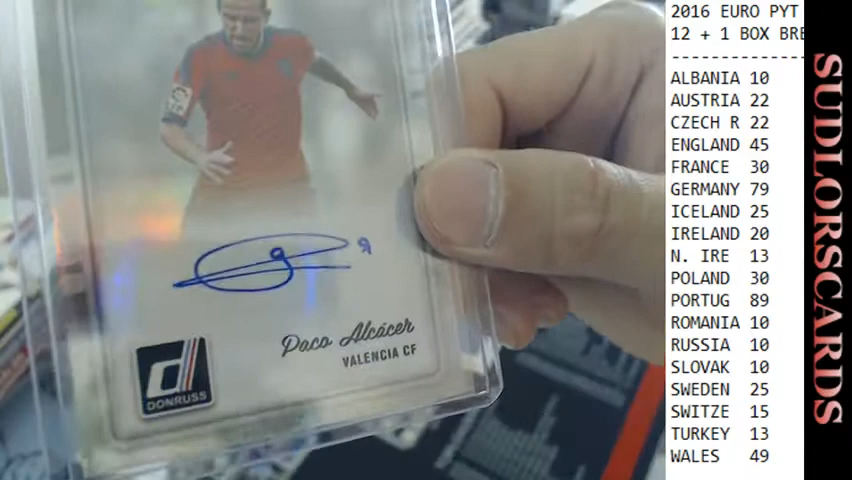 2016 EURO PYT
12 + 1 BOX BRE
--------------------
ALBANIA 10
AUSTRIA 22
CZECH R 22
ENGLAND 45
FRANCE 30
GERMANY 79
ICELAND 25
IRELAND 20
N. IRE 13
POLAND 30
PORTUG 89
ROMANIA 10
RUSSIA 10
SLOVAK 10
SWEDEN 25
SWITZE 15
TURKEY 13
WALES 49
SUDLORSCARDS
Paco Alcácer
VALENCIA CF
d
DONRUSS